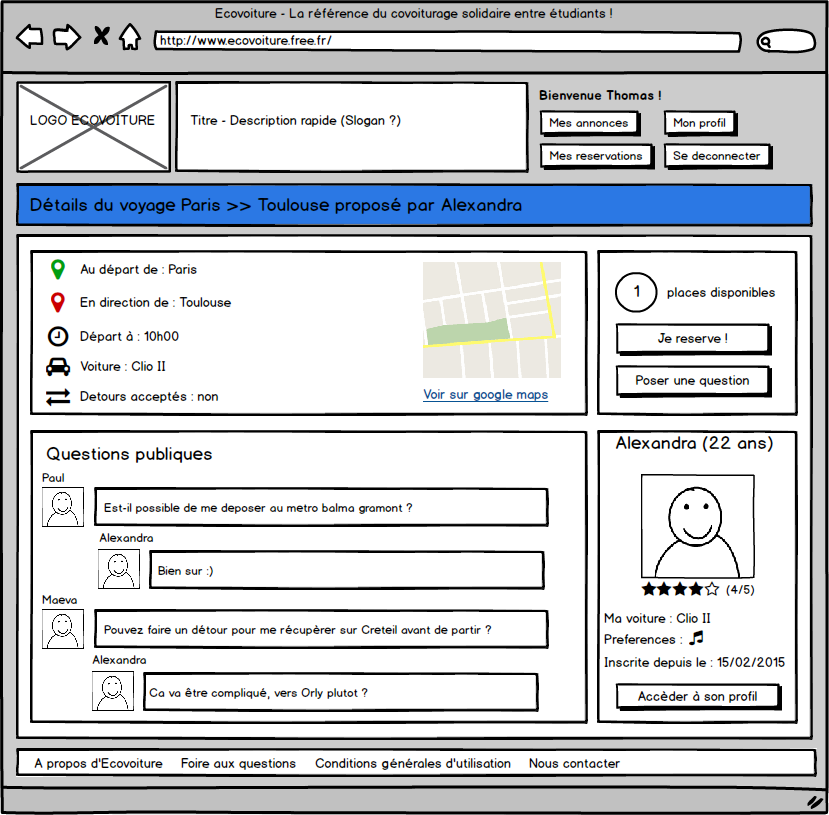 Ecovoiture - La référence du covoiturage solidaire entre étudiants !
http://www.ecovoiture.free.fr/
LOGO ECOVOITURE
Titre - Description rapide (Slogan ?)
Bienvenue Thomas !
Mes annonces
Mon profil
Mes reservations
Se deconnecter
Détails du voyage Paris >> Toulouse proposé par Alexandra
Au départ de : Paris
En direction de : Toulouse
Départ à : 10h00
Voiture : Clio II
Detours acceptés : non
Voir sur google maps
1 places disponibles
Je reserve !
Poser une question
Questions publiques
Paul
Est-il possible de me deposer au metro balma gramont ?
Alexandra
Bien sur :)
Maeva
Pouvez faire un détour pour me récupèrer sur Creteil avant de partir ?
Alexandra
Ca va être compliqué, vers Orly plutot ?
Alexandra (22 ans)
(4/5)
Ma voiture : Clio II
Preferences :
Inscrite depuis le : 15/02/2015
Accèder à son profil
A propos d'Ecovoiture
Foire aux questions
Conditions générales d'utilisation
Nous contacter